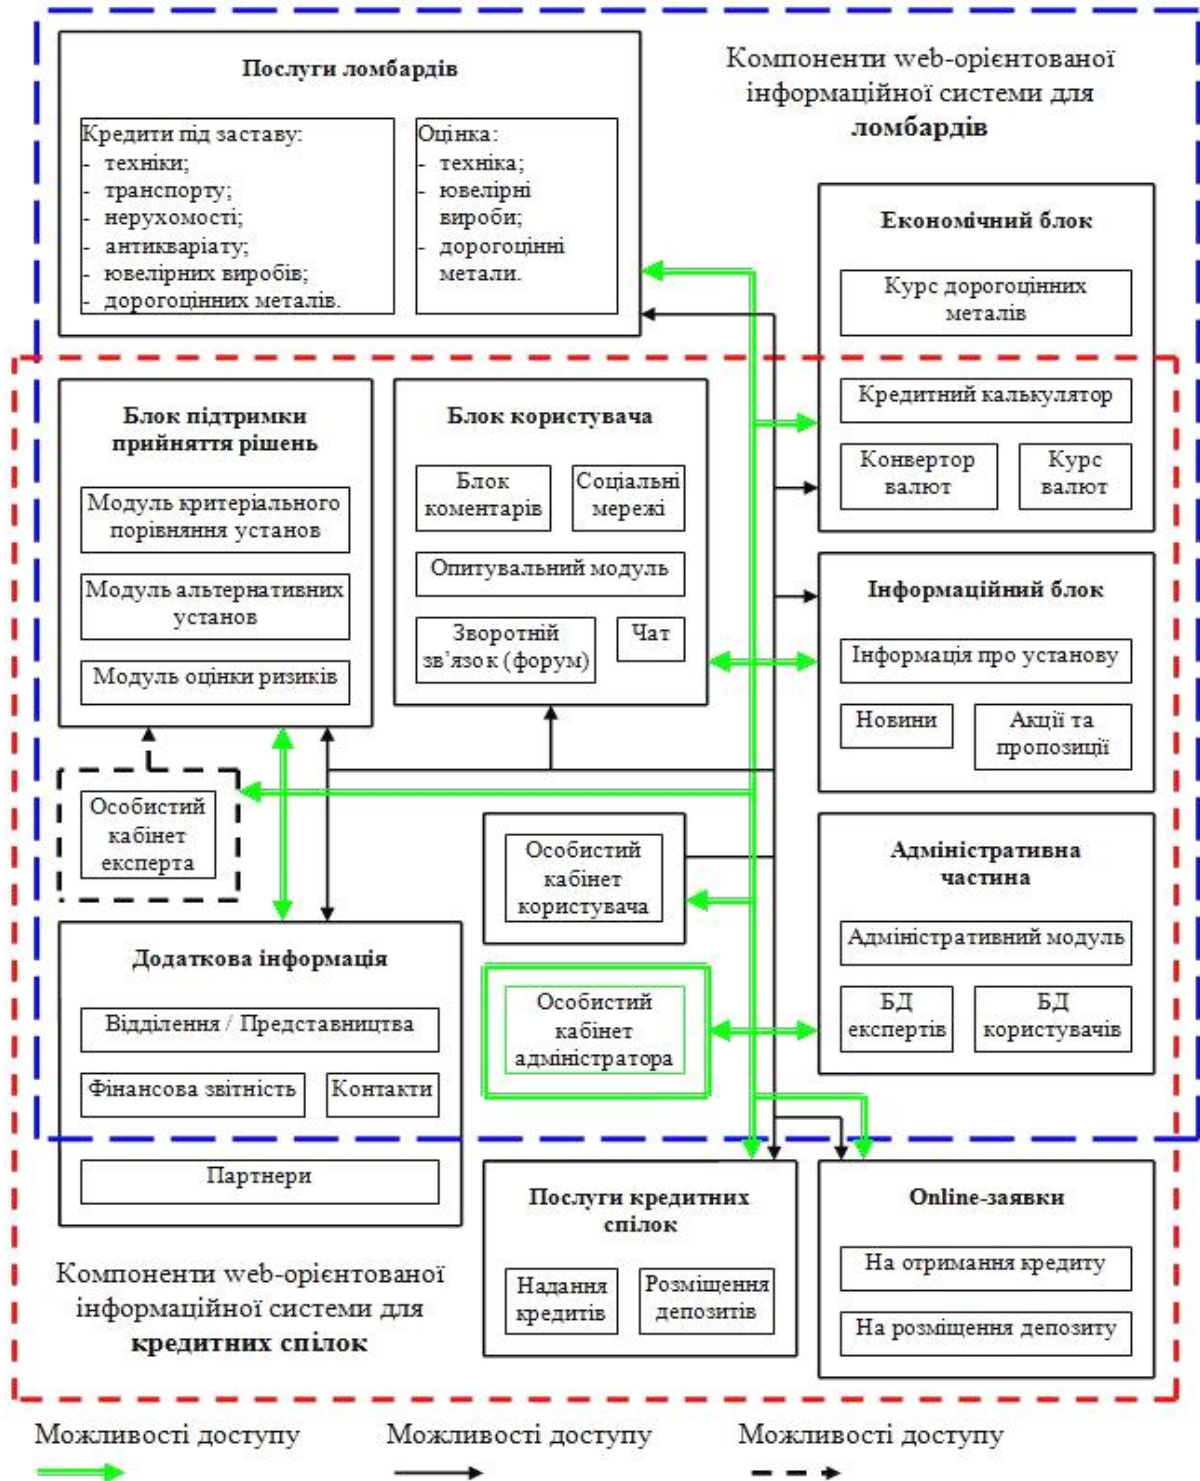 Послуги ломбардів
Кредити під заставу:
- техніки;
- транспорту;
- нерухомості;
- антикваріату;
- ювелірних виробів;
- дорогоцінних металів.
Оцінка:
- техніка;
- ювелірні
вироби;
- дорогоцінні
метали.
Компоненти web-орієнтованої
інформаційної системи для
ломбардів
Економічний блок
Курс дорогоцінних
металів
Кредитний калькулятор
Конвертор
валют
Курс
валют
Блок підтримки
прийняття рішень
Модуль критеріального
порівняння установ
Модуль альтернативних
установ
Модуль оцінки ризиків
Блок користувача
Блок
коментарів
Соціальні
мережі
Опитувальний модуль
Зворотній
зв’язок (форум)
Чат
Інформаційний блок
Інформація про установу
Новини
Акції та
пропозиції
Особистий
кабінет
експерта
Особистий
кабінет
користувача
Адміністративна
частина
Адміністративний модуль
БД
експертів
БД
користувачів
Особистий
кабінет
адміністратора
Додаткова інформація
Відділення / Представництва
Фінансова звітність
Контакти
Партнери
Послуги кредитних
спілок
Надання
кредитів
Розміщення
депозитів
Online-заявки
На отримання кредиту
На розміщення депозиту
Компоненти web-орієнтованої
інформаційної системи для
кредитних спілок
Можливості доступу
Можливості доступу
Можливості доступу